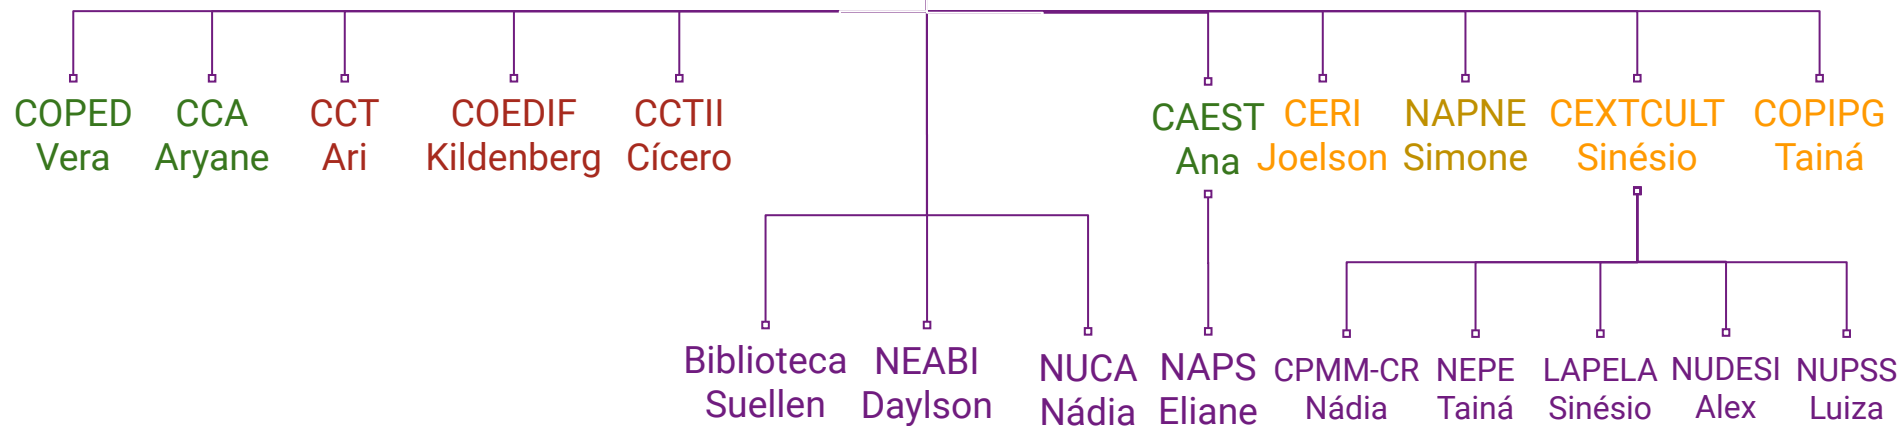 COPED
Vera
CCA
Aryane
CCT
Ari
COEDIF
Kildenberg
CCTII
Cícero
CAEST
Ana
CERI
Joelson
NAPNE
Simone
CEXTCULT
Sinésio
COPIPG
Tainá
Biblioteca
Suellen
NEABI
Daylson
NUCA
Nádia
NAPS
Eliane
CPMM-CR
Nádia
NEPE
Tainá
LAPELA
Sinésio
NUDESI
Alex
NUPSS
Luiza